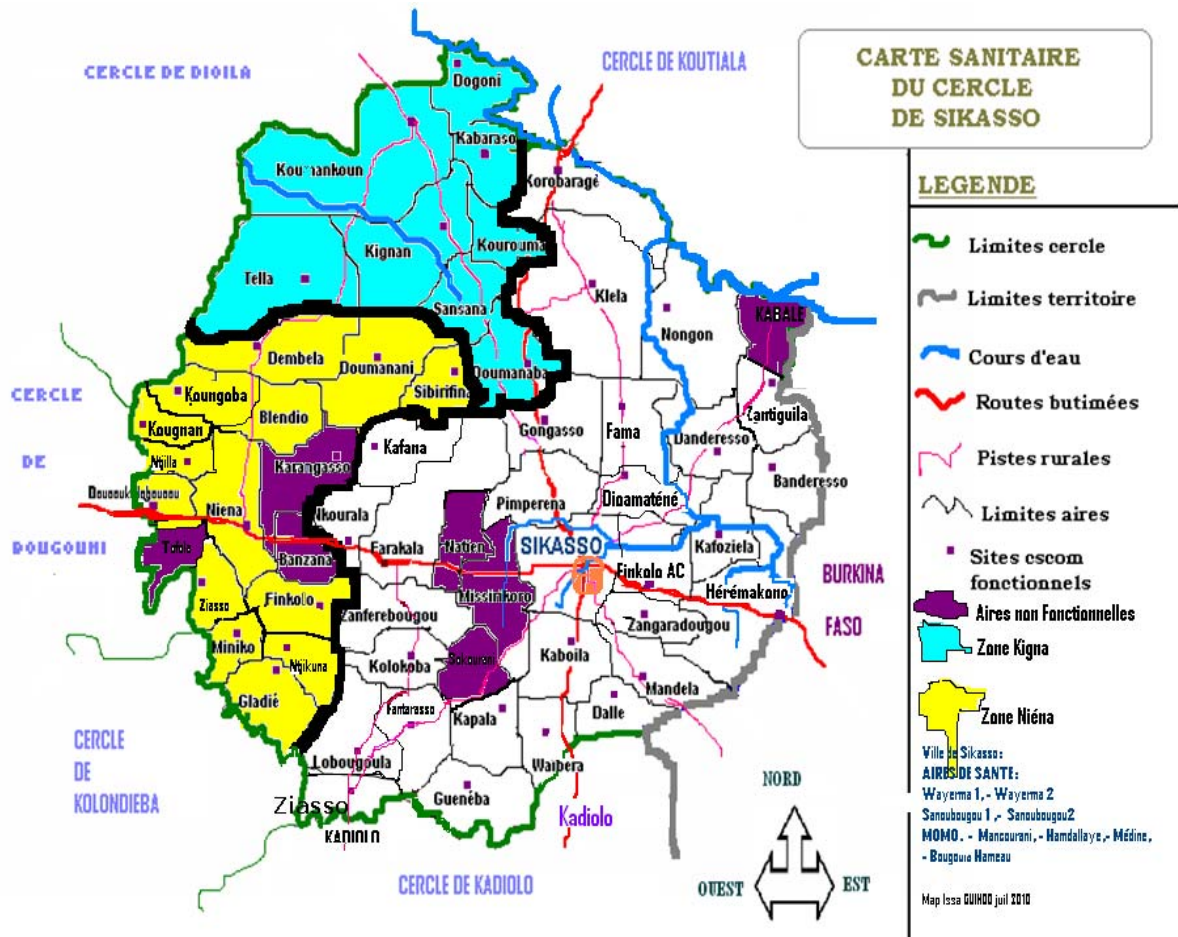 CARTE SANITAIRE
DU CERCLE
DE SIKASSO
LEGENDE
Limites cercle
Limites territoire
Cours d'eau
Routes butimées
Pistes rurales
Limites aires
Sites cscom
fonctionnels
Aires non Fonctionnelles
Zone Kigna
Zone Niéna
Ville de Sikasso:
AIRES DE SANTE:
Wayerma 1, - Wayerma 2
Sanoubougou 1 ,- Sanoubougou2
MOMO. - Mancourani, - Hamdallaye, - Médine,
- Bougoula Hameau
Map Issa GUINDO juil 2010
CERCLE DE DIOILA
CERCLE DE KOUTIALA
Dogoni
Kabaraso
Korobaragé
Kignan
Kourouma
Tella
Sansana
Klela
Nongon
KABALE
Dembela
Doumanani
Sibirifina
Doumanaba
Koungoba
Blendio
Kougnan
Zantiguila
CERCLE
DE
DOUGOUNI
Gongasso
Fama
Danderesso
Kafana
Karangasso
Banderesso
Niena
Nkourala
Pimperena
Dioamaténé
SIKASSO
Natien
Kafoziela
Farakala
Banzana
Finkolo AC
Hérémakono
BURKINA
FASO
Missirikoro
Ziasso
Finkolo
Zanferebougou
Zangaradougou
Miniko
Kolokoba
Kaboila
Mandela
Gladié
Fantarasso
Kapala
Dalle
CERCLE
DE
KOLONDIEBA
Lobougoula
Waibera
Guenéba
Ziasso
KADIOLO
Kadiolo
CERCLE DE KADIOLO
NORD
OUEST
EST